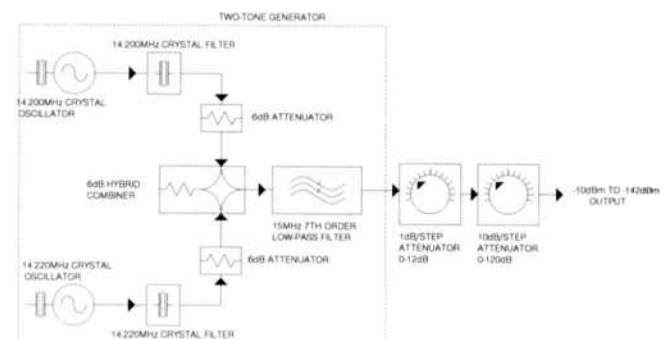 TWO-TONE GENERATOR
14.200MHz CRYSTAL FILTER
14.200MHz CRYSTAL
OSCILLATOR
6dB ATTENUATOR
6dB HYBRID
COMBINER
15MHz 7TH ORDER
LOW-PASS FILTER
1dB/STEP
ATTENUATOR
0-12dB
10dB/STEP
ATTENUATOR
0-120dB
-10dBm TO -142dBm
OUTPUT
6dB ATTENUATOR
14.220MHz CRYSTAL
OSCILLATOR
14.220MHz CRYSTAL FILTER